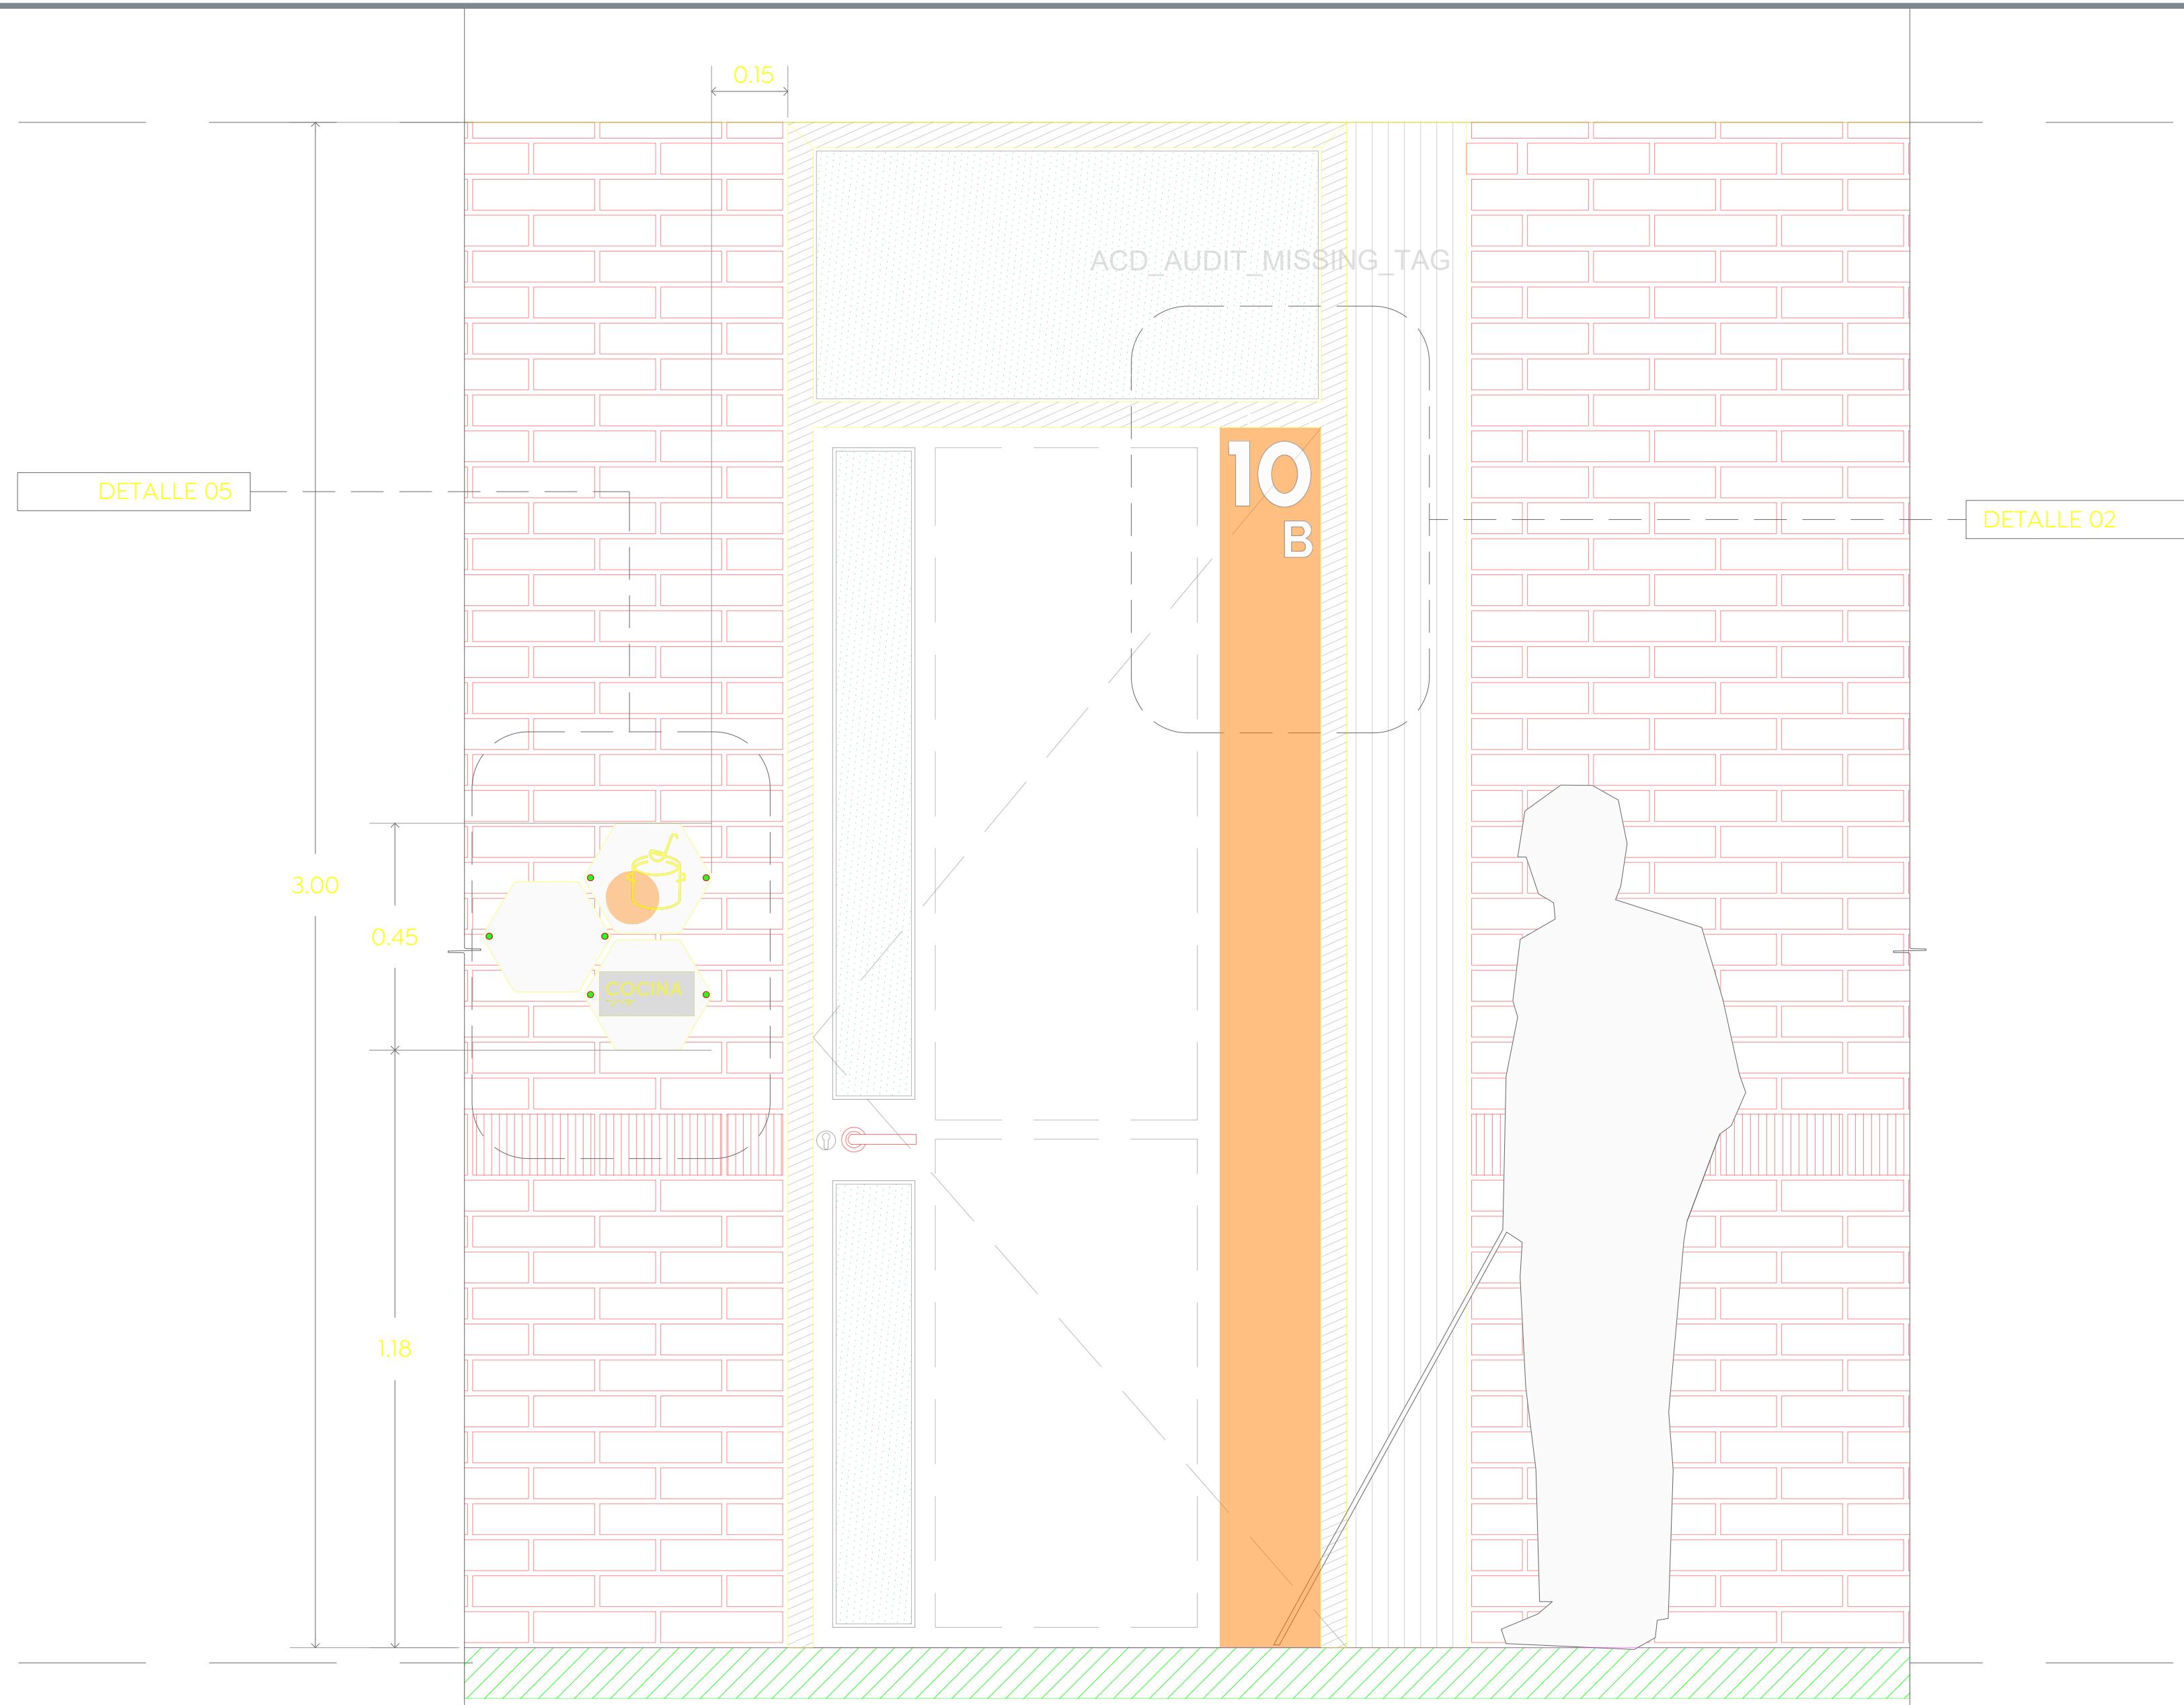 0.15
ACD_AUDIT_MISSING_TAG
DETALLE 05
10
B
DETALLE 02
3.00
0.45
COCINA
1.18